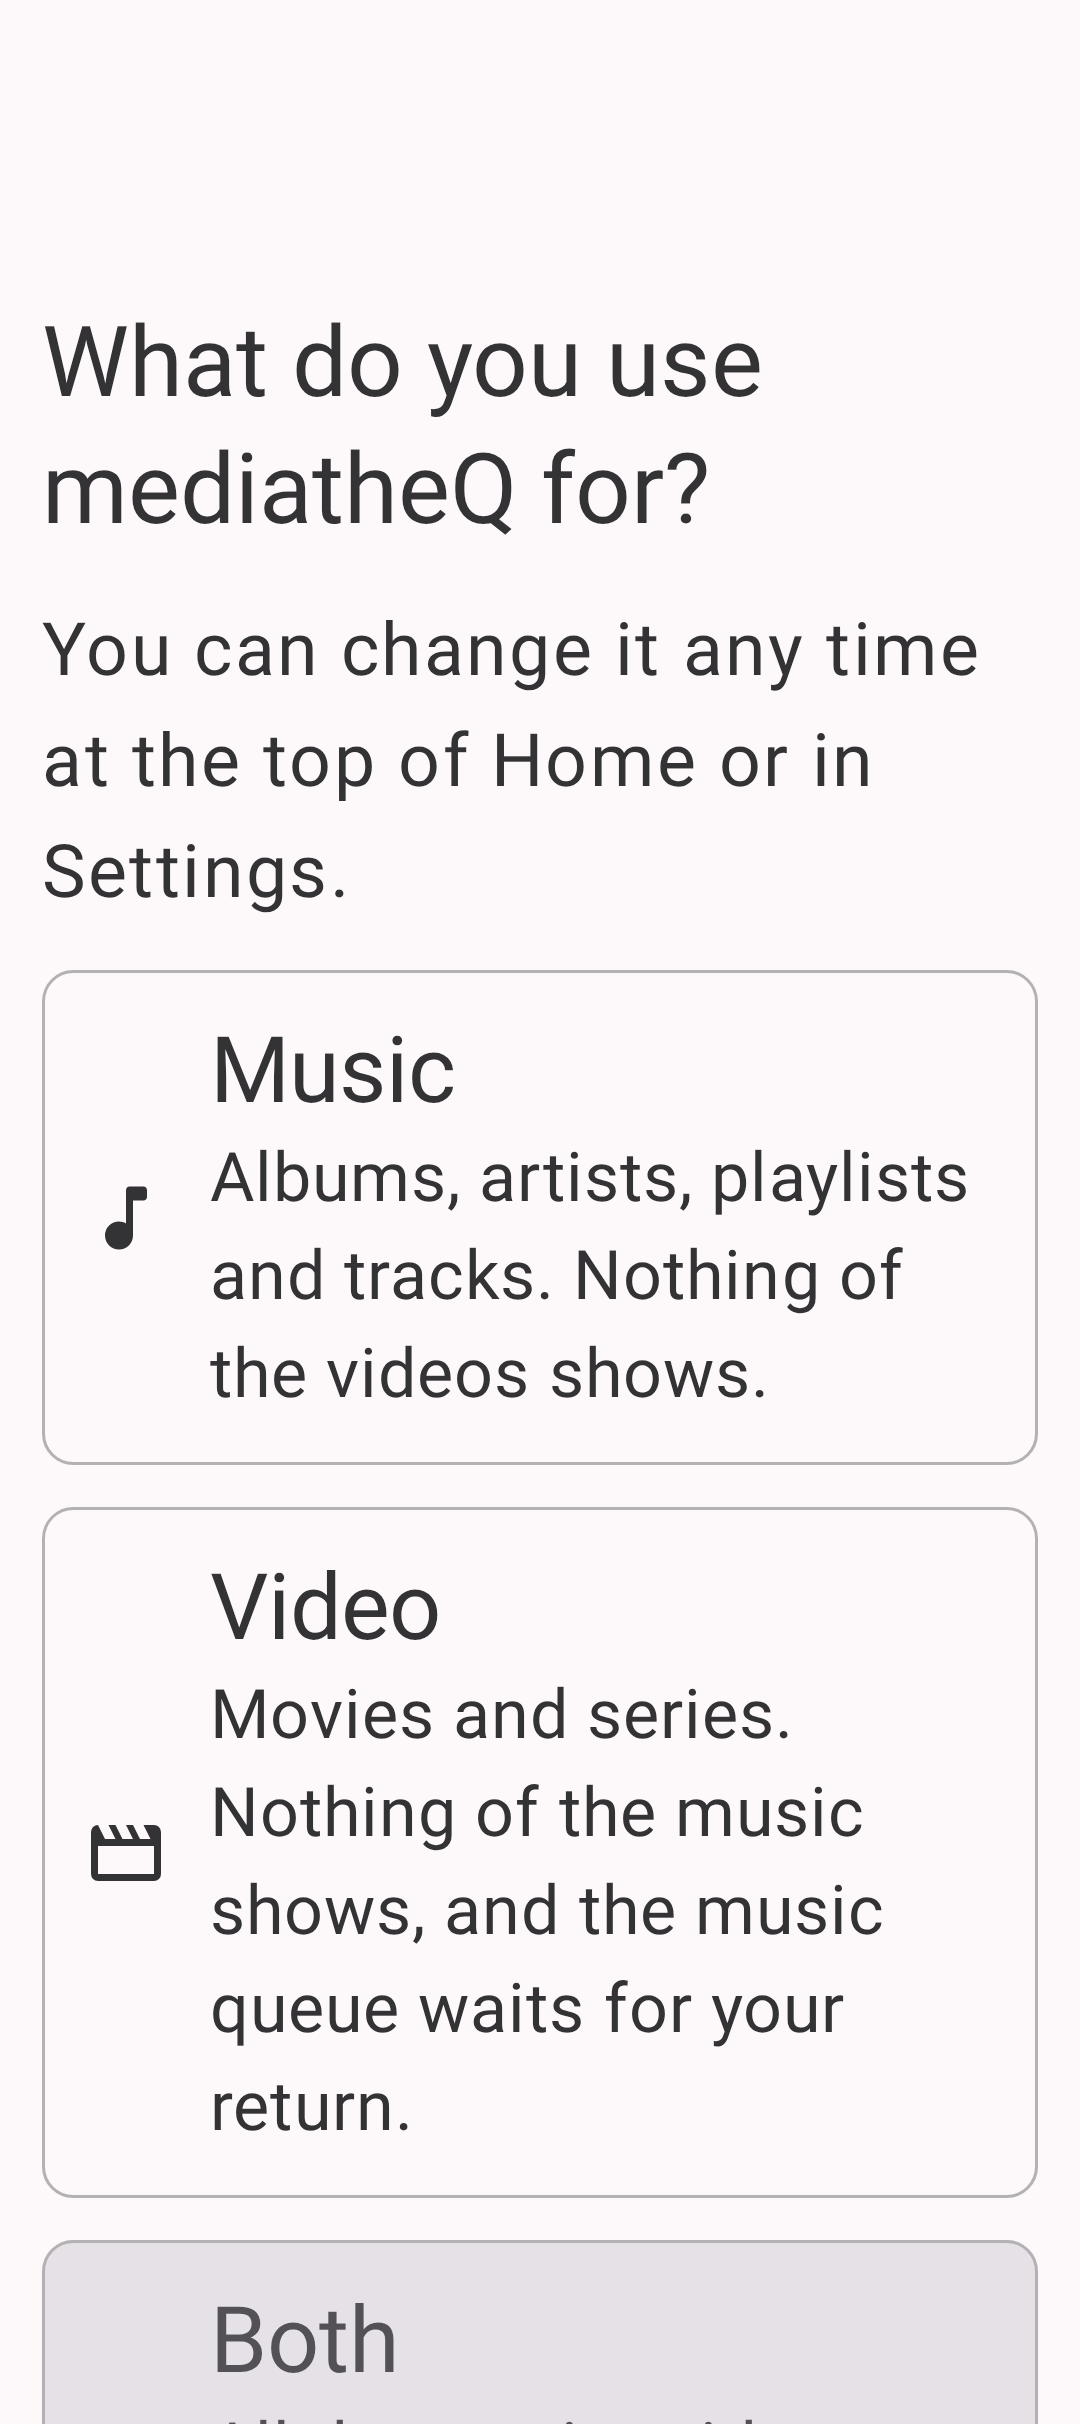 What do you use
mediatheQ for?
You can change it any time
at the top of Home or in
Settings.
Music
Albums, artists, playlists
and tracks. Nothing of
the videos shows.
Video
Movies and series.
Nothing of the music
shows, and the music
queue waits for your
return.
Both